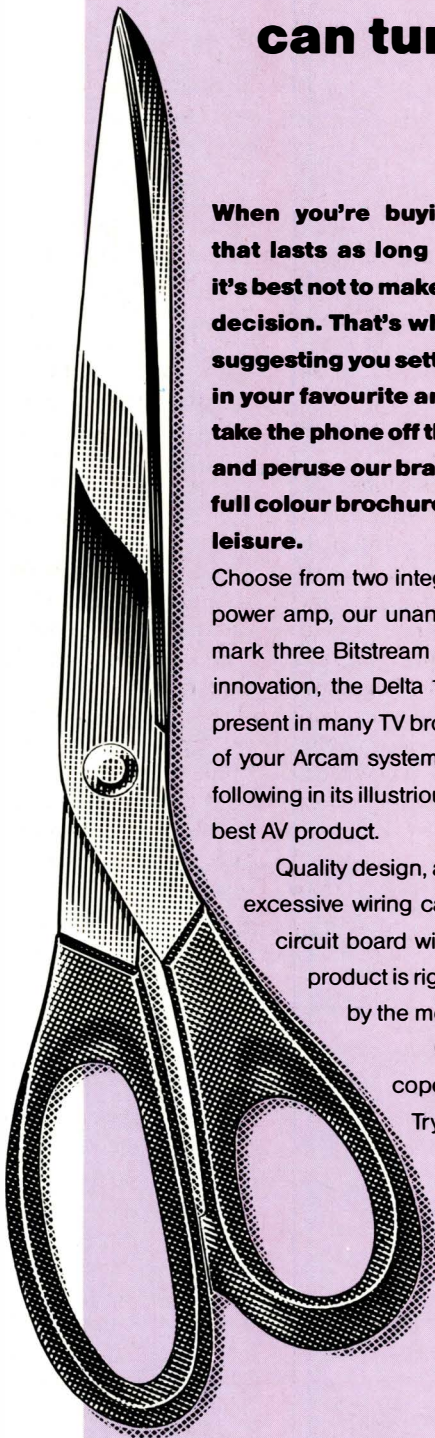 can tur
When you're buyi
that lasts as long
it's best not to make
decision. That's wh
suggesting you sett
in your favourite ar
take the phone off th
and peruse our bra
full colour brochure
leisure.
Choose from two integ
power amp, our unan
mark three Bitstream
innovation, the Delta
present in many TV bro
of your Arcam system
following in its illustriou
best AV product.
Quality design, a
excessive wiring ca
circuit board wi
product is rig
by the mo
cope
Try